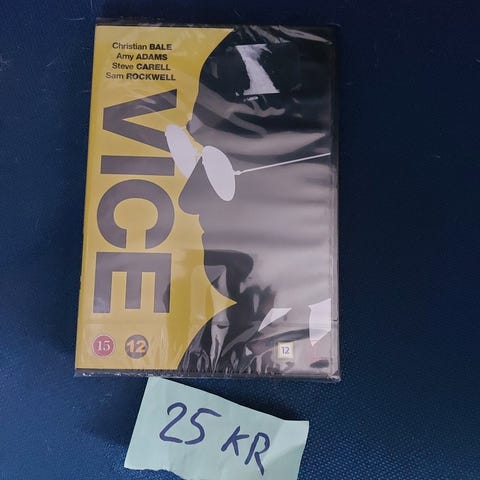 Christian BALE
Amy ADAMS
Steve CARELL
Sam ROCKWELL
VICE
15 12
12
25 KR